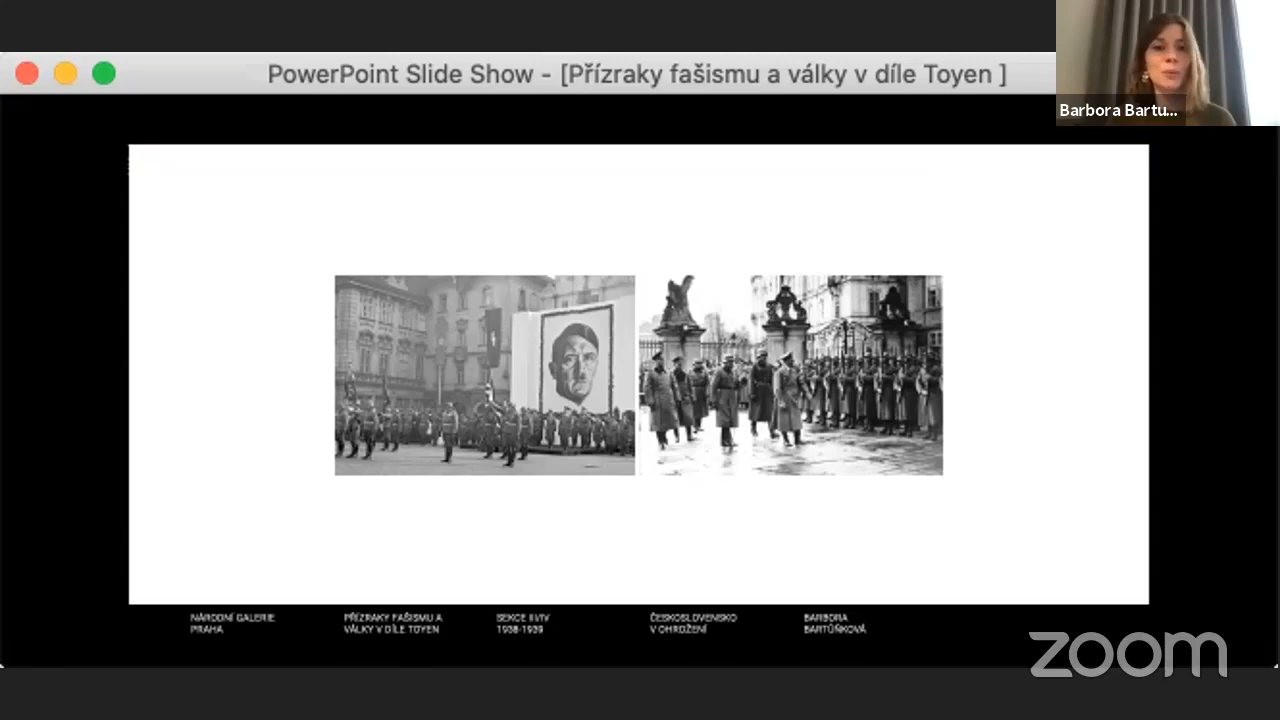 PowerPoint Slide Show - [Přízraky fašismu a války v díle Toyen ]
Barbora Bartu...
NÁRODNÍ GALERIE
PRAHA
PŘÍZRAKY FAŠISMU A
VÁLKY V DÍLE TOYEN
SEKCE III/IV
1938-1939
ČESKOSLOVENSKO
V OHROŽENÍ
BARBORA
BARTŮŇKOVÁ
zoom